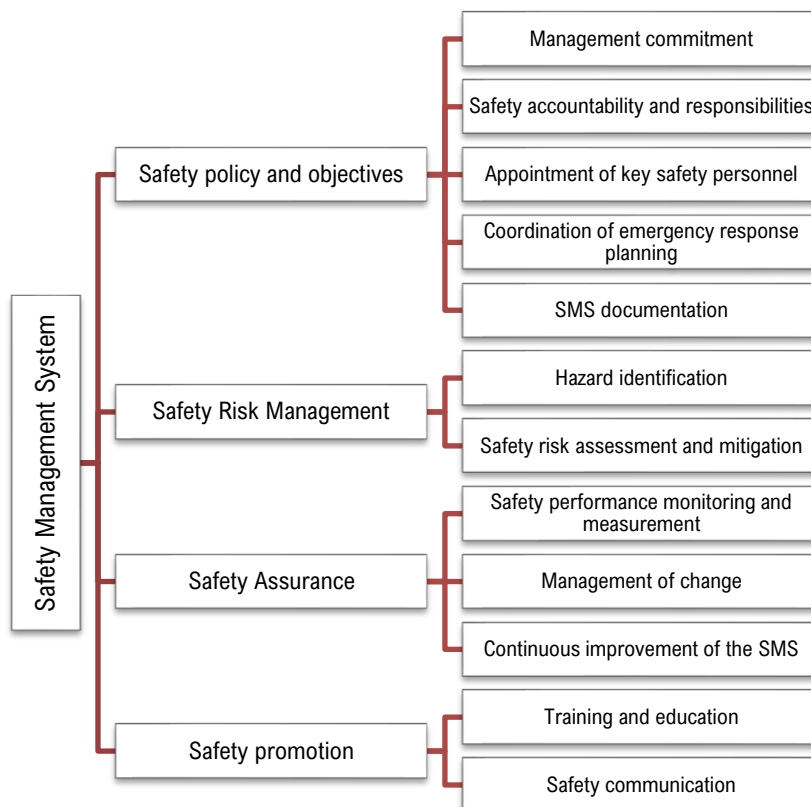 Safety Management System
Safety policy and objectives
Management commitment
Safety accountability and responsibilities
Appointment of key safety personnel
Coordination of emergency response
planning
SMS documentation
Safety Risk Management
Hazard identification
Safety risk assessment and mitigation
Safety Assurance
Safety performance monitoring and
measurement
Management of change
Continuous improvement of the SMS
Safety promotion
Training and education
Safety communication